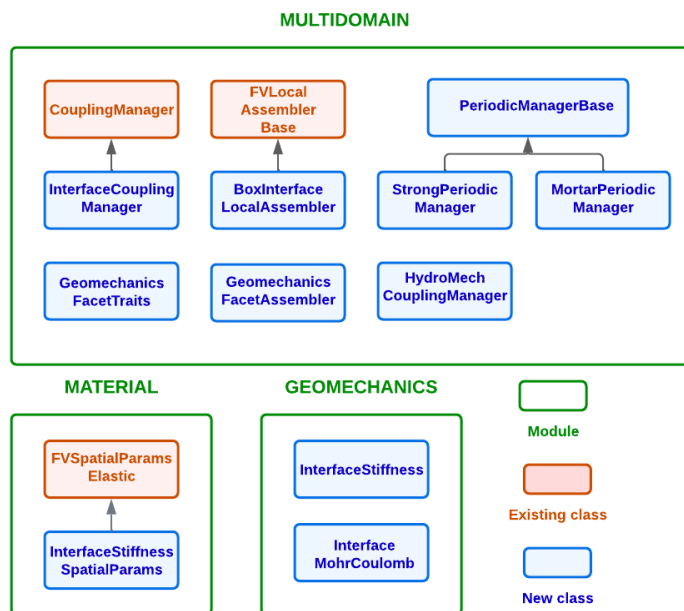 MULTIDOMAIN
CouplingManager
FVLocal
Assembler
Base
PeriodicManagerBase
InterfaceCoupling
Manager
BoxInterface
LocalAssembler
StrongPeriodic
Manager
MortarPeriodic
Manager
Geomechanics
FacetTraits
Geomechanics
FacetAssembler
HydroMech
CouplingManager
MATERIAL
FVSpatialParams
Elastic
InterfaceStiffness
SpatialParams
GEOMECHANICS
InterfaceStiffness
Interface
MohrCoulomb
Module
Existing class
New class